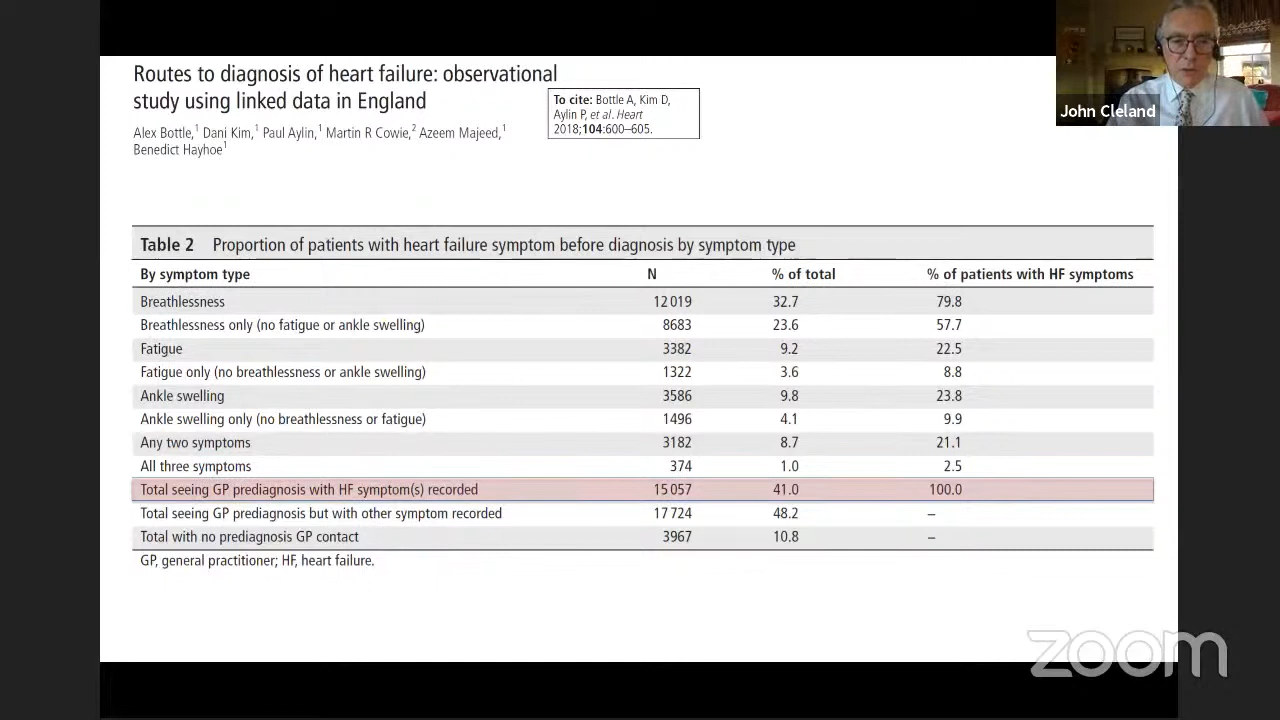 Routes to diagnosis of heart failure: observational
study using linked data in England
Alex Bottle,1 Dani Kim,1 Paul Aylin,1 Martin R Cowie,2 Azeem Majeed,1
Benedict Hayhoe1
To cite: Bottle A, Kim D,
Aylin P, et al. Heart
2018;104:600–605.
John Cleland
Table 2 Proportion of patients with heart failure symptom before diagnosis by symptom type
By symptom type N % of total % of patients with HF symptoms
Breathlessness 12 019 32.7 79.8
Breathlessness only (no fatigue or ankle swelling) 8683 23.6 57.7
Fatigue 3382 9.2 22.5
Fatigue only (no breathlessness or ankle swelling) 1322 3.6 8.8
Ankle swelling 3586 9.8 23.8
Ankle swelling only (no breathlessness or fatigue) 1496 4.1 9.9
Any two symptoms 3182 8.7 21.1
All three symptoms 374 1.0 2.5
Total seeing GP prediagnosis with HF symptom(s) recorded 15 057 41.0 100.0
Total seeing GP prediagnosis but with other symptom recorded 17 724 48.2 –
Total with no prediagnosis GP contact 3967 10.8 –
GP, general practitioner; HF, heart failure.
zoom